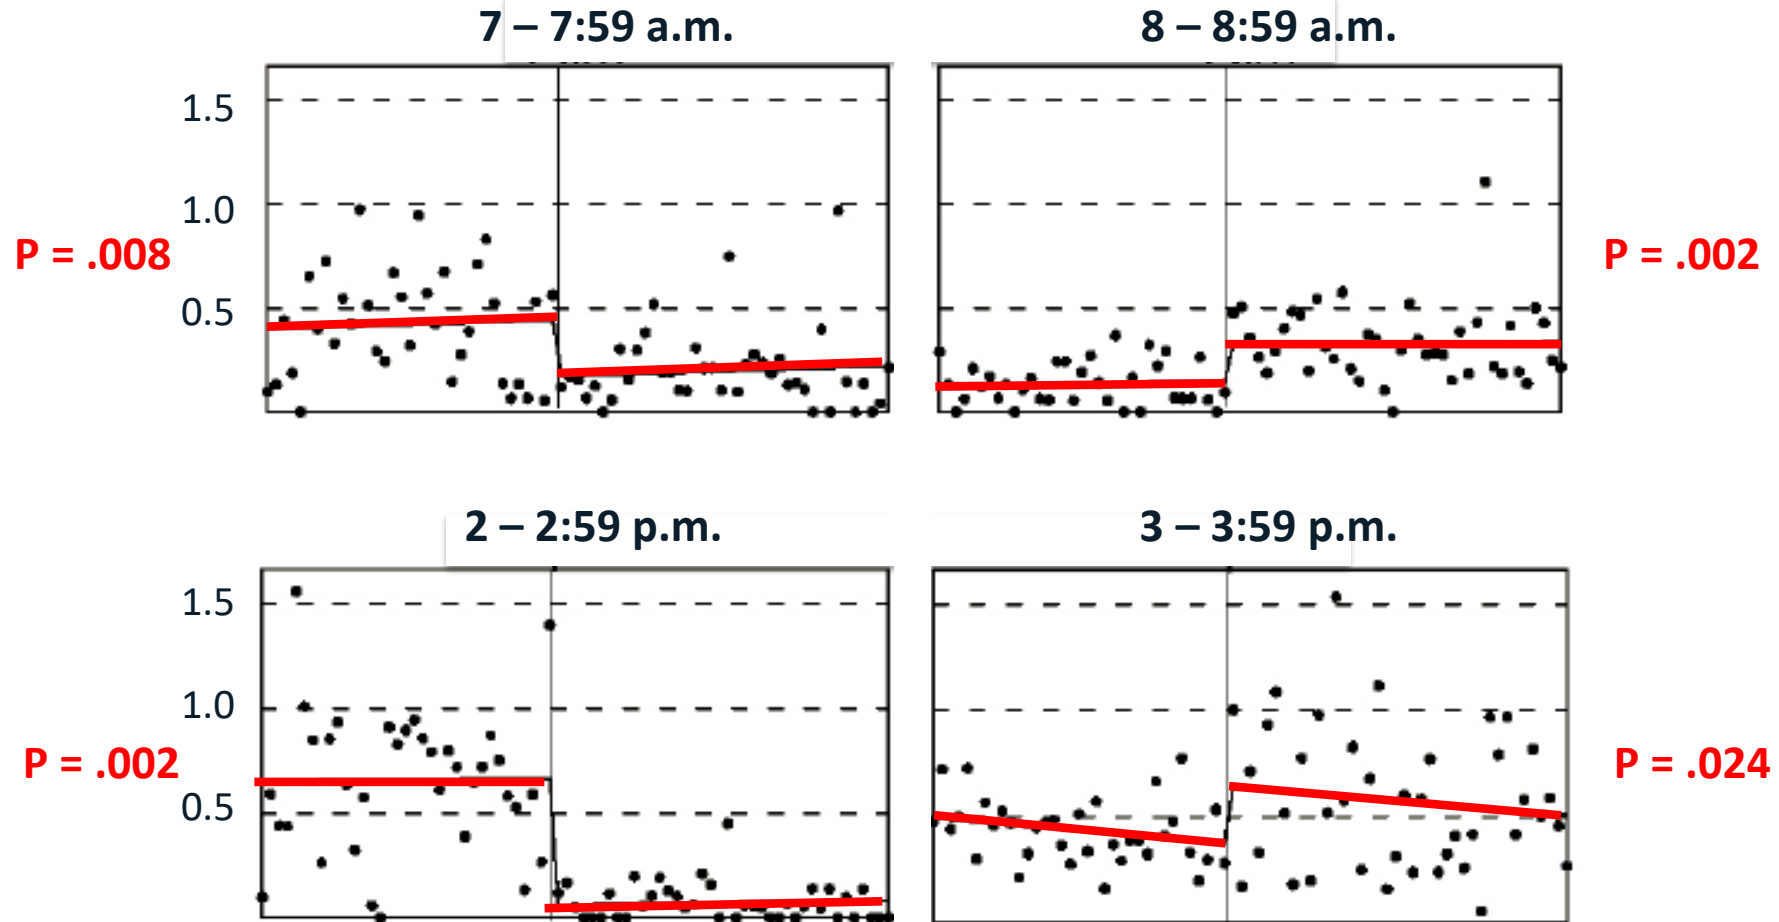 7 – 7:59 a.m.
8 – 8:59 a.m.
1.5
1.0
0.5
P = .008
P = .002
2 – 2:59 p.m.
3 – 3:59 p.m.
1.5
1.0
0.5
P = .002
P = .024